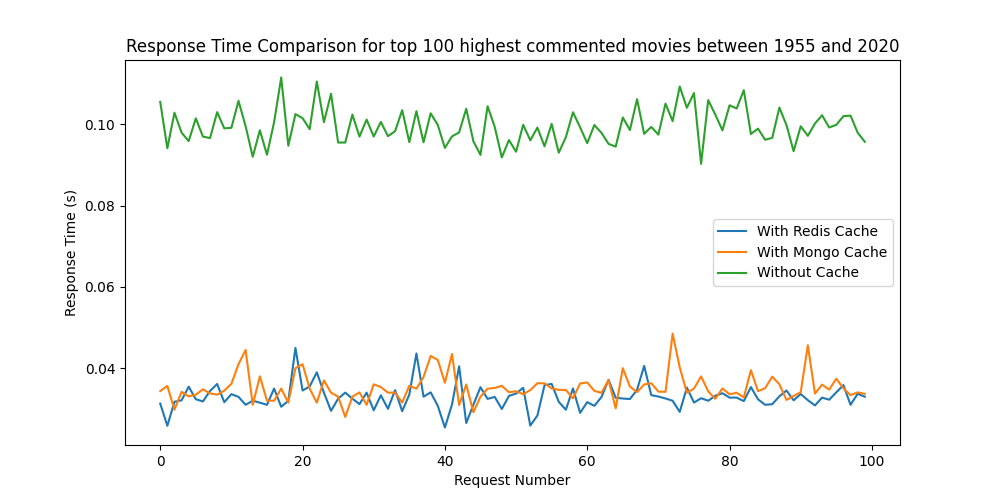 Response Time Comparison for top 100 highest commented movies between 1955 and 2020
Response Time (s)
0.10
0.08
0.06
0.04
With Redis Cache
With Mongo Cache
Without Cache
0
20
40
60
80
100
Request Number